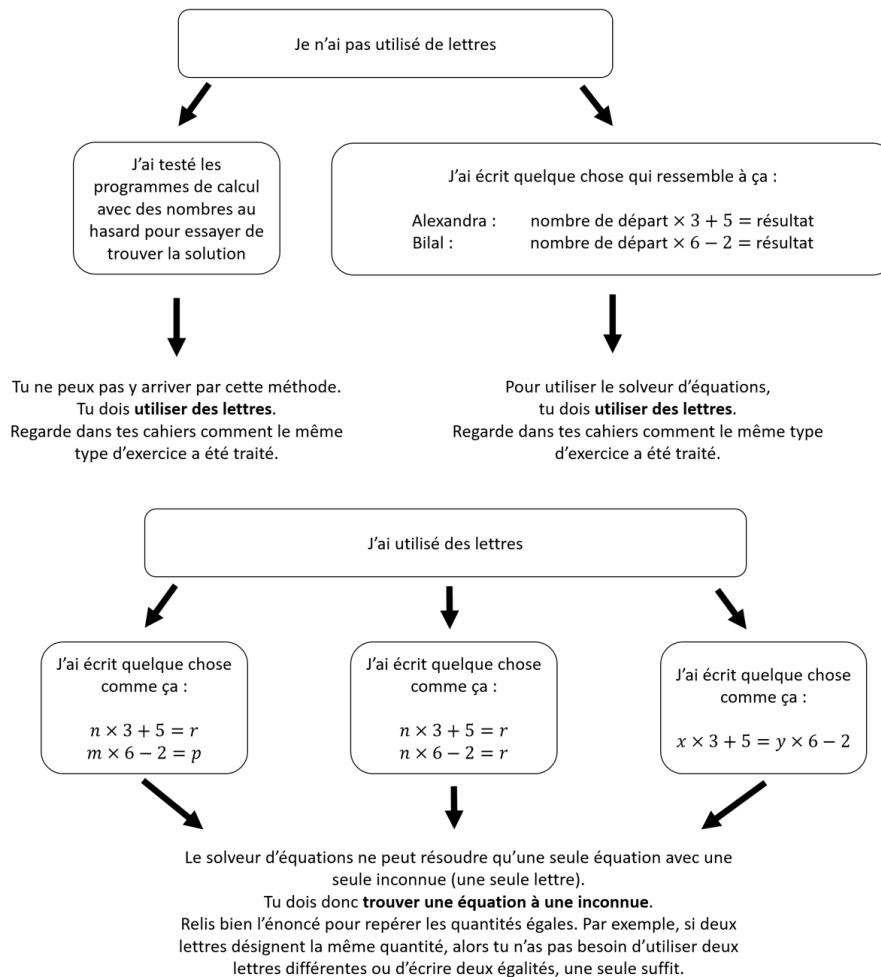 Je n'ai pas utilisé de lettres
J'ai testé les
programmes de calcul
avec des nombres au
hasard pour essayer de
trouver la solution
J'ai écrit quelque chose qui ressemble à ça :
Alexandra : nombre de départ × 3 + 5 = résultat
Bilal : nombre de départ × 6 − 2 = résultat
Tu ne peux pas y arriver par cette méthode.
Tu dois utiliser des lettres.
Regarde dans tes cahiers comment le même
type d'exercice a été traité.
Pour utiliser le solveur d'équations,
tu dois utiliser des lettres.
Regarde dans tes cahiers comment le même type
d'exercice a été traité.
J'ai utilisé des lettres
J'ai écrit quelque chose
comme ça :
n × 3 + 5 = r
m × 6 − 2 = p
J'ai écrit quelque chose
comme ça :
n × 3 + 5 = r
n × 6 − 2 = r
J'ai écrit quelque chose
comme ça :
x × 3 + 5 = y × 6 − 2
Le solveur d'équations ne peut résoudre qu'une seule équation avec une
seule inconnue (une seule lettre).
Tu dois donc trouver une équation à une inconnue.
Relis bien l'énoncé pour repérer les quantités égales. Par exemple, si deux
lettres désignent la même quantité, alors tu n'as pas besoin d'utiliser deux
lettres différentes ou d'écrire deux égalités, une seule suffit.